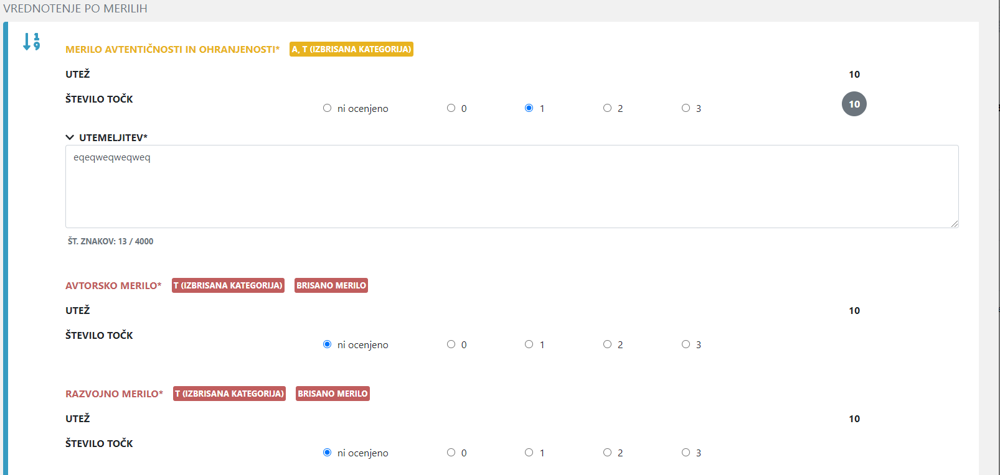 VREDNOTENJE PO MERILIH
MERILO AVTENTIČNOSTI IN OHRANJENOSTI* A, T (IZBRISANA KATEGORIJA)
UTEŽ 10
ŠTEVILO TOČK ni ocenjeno 0 1 2 3 10
UTEMELJITEV*
eqeqweqweqweq
ŠT. ZNAKOV: 13 / 4000
AVTORSKO MERILO* T (IZBRISANA KATEGORIJA) BRISANO MERILO
UTEŽ 10
ŠTEVILO TOČK ni ocenjeno 0 1 2 3
RAZVOJNO MERILO* T (IZBRISANA KATEGORIJA) BRISANO MERILO
UTEŽ 10
ŠTEVILO TOČK ni ocenjeno 0 1 2 3